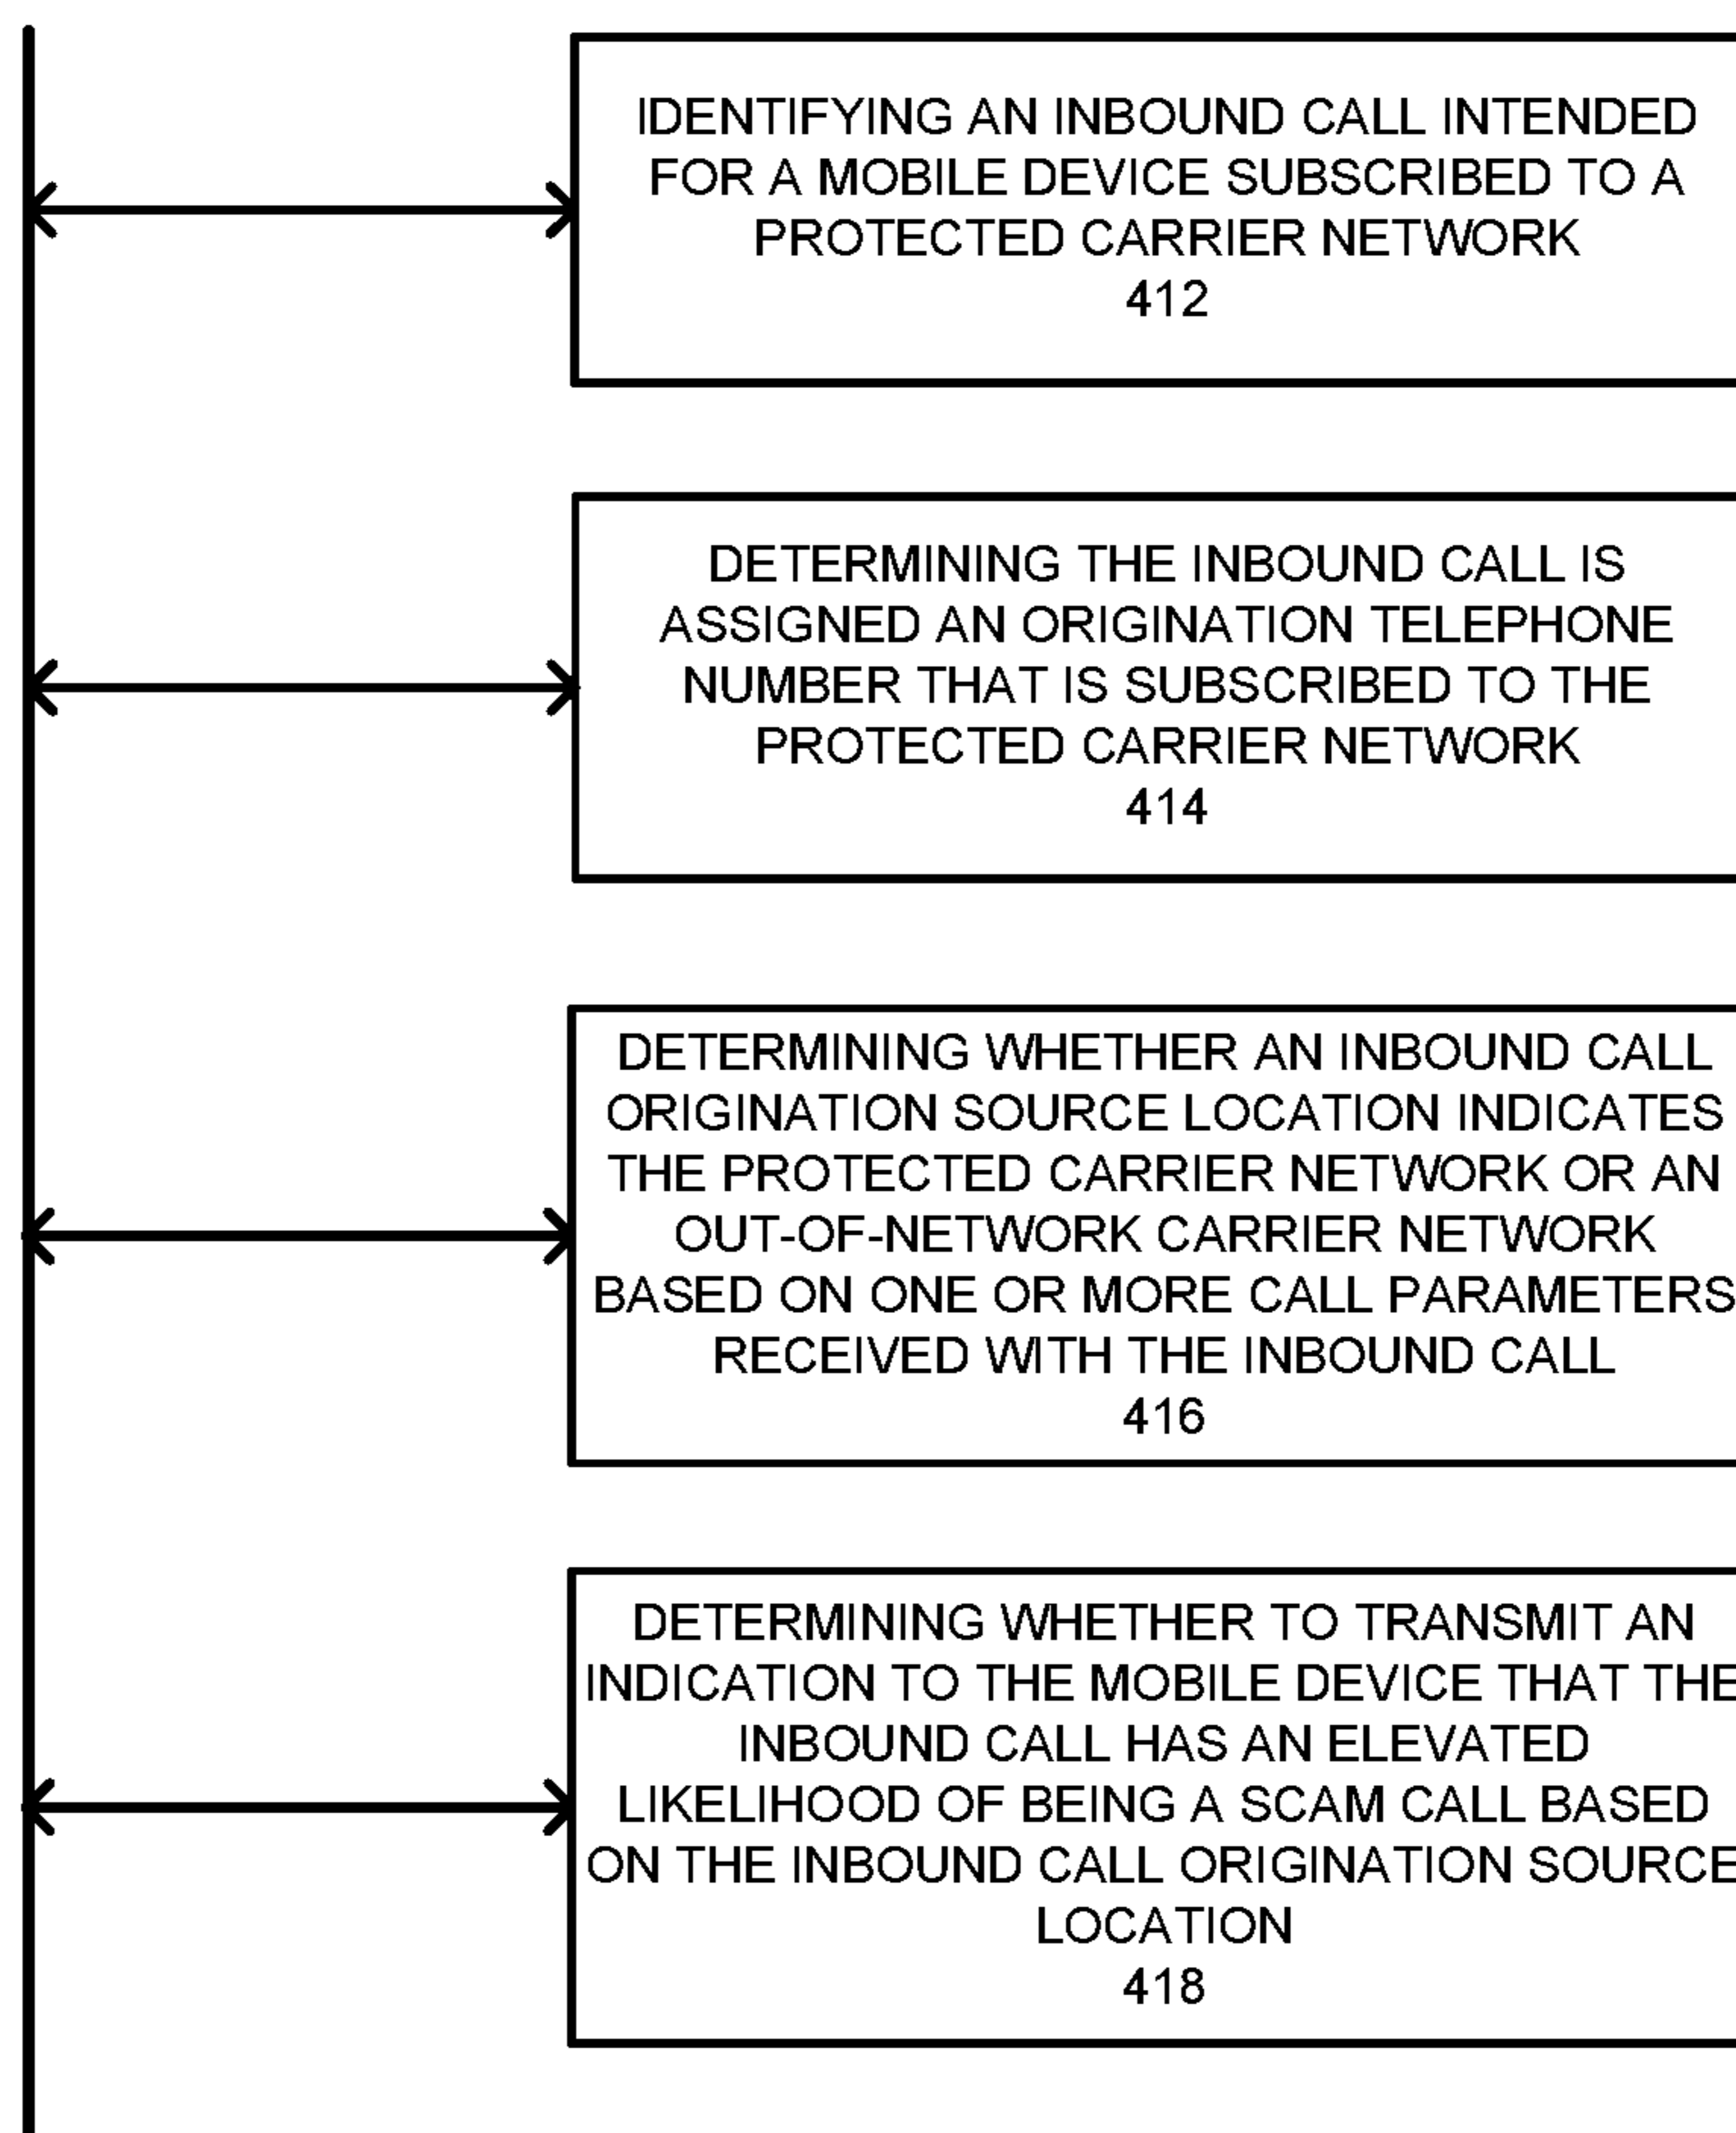 IDENTIFYING AN INBOUND CALL INTENDED
FOR A MOBILE DEVICE SUBSCRIBED TO A
PROTECTED CARRIER NETWORK
412
DETERMINING THE INBOUND CALL IS
ASSIGNED AN ORIGINATION TELEPHONE
NUMBER THAT IS SUBSCRIBED TO THE
PROTECTED CARRIER NETWORK
414
DETERMINING WHETHER AN INBOUND CALL
ORIGINATION SOURCE LOCATION INDICATES
THE PROTECTED CARRIER NETWORK OR AN
OUT-OF-NETWORK CARRIER NETWORK
BASED ON ONE OR MORE CALL PARAMETERS
RECEIVED WITH THE INBOUND CALL
416
DETERMINING WHETHER TO TRANSMIT AN
INDICATION TO THE MOBILE DEVICE THAT THE
INBOUND CALL HAS AN ELEVATED
LIKELIHOOD OF BEING A SCAM CALL BASED
ON THE INBOUND CALL ORIGINATION SOURCE
LOCATION
418